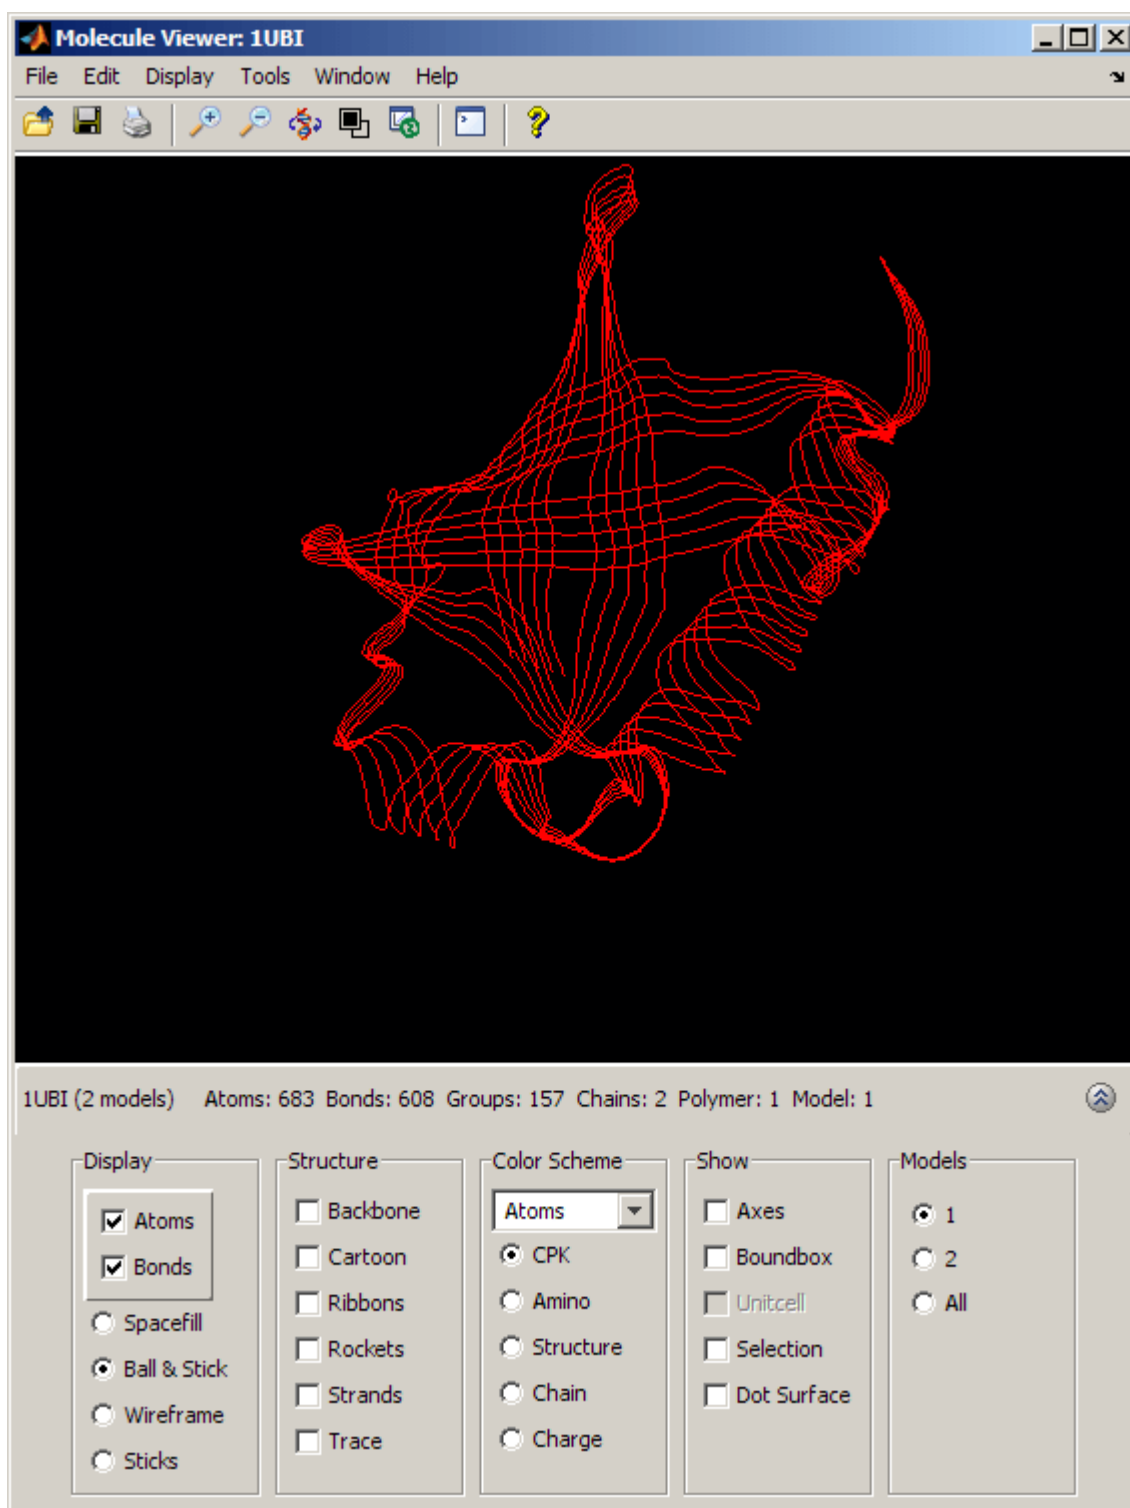 Molecule Viewer: 1UBI
File Edit Display Tools Window Help
1UBI (2 models) Atoms: 683 Bonds: 608 Groups: 157 Chains: 2 Polymer: 1 Model: 1
Display
Atoms
Bonds
Spacefill
Ball & Stick
Wireframe
Sticks
Structure
Backbone
Cartoon
Ribbons
Rockets
Strands
Trace
Color Scheme
Atoms
CPK
Amino
Structure
Chain
Charge
Show
Axes
Boundbox
Unitcell
Selection
Dot Surface
Models
1
2
All